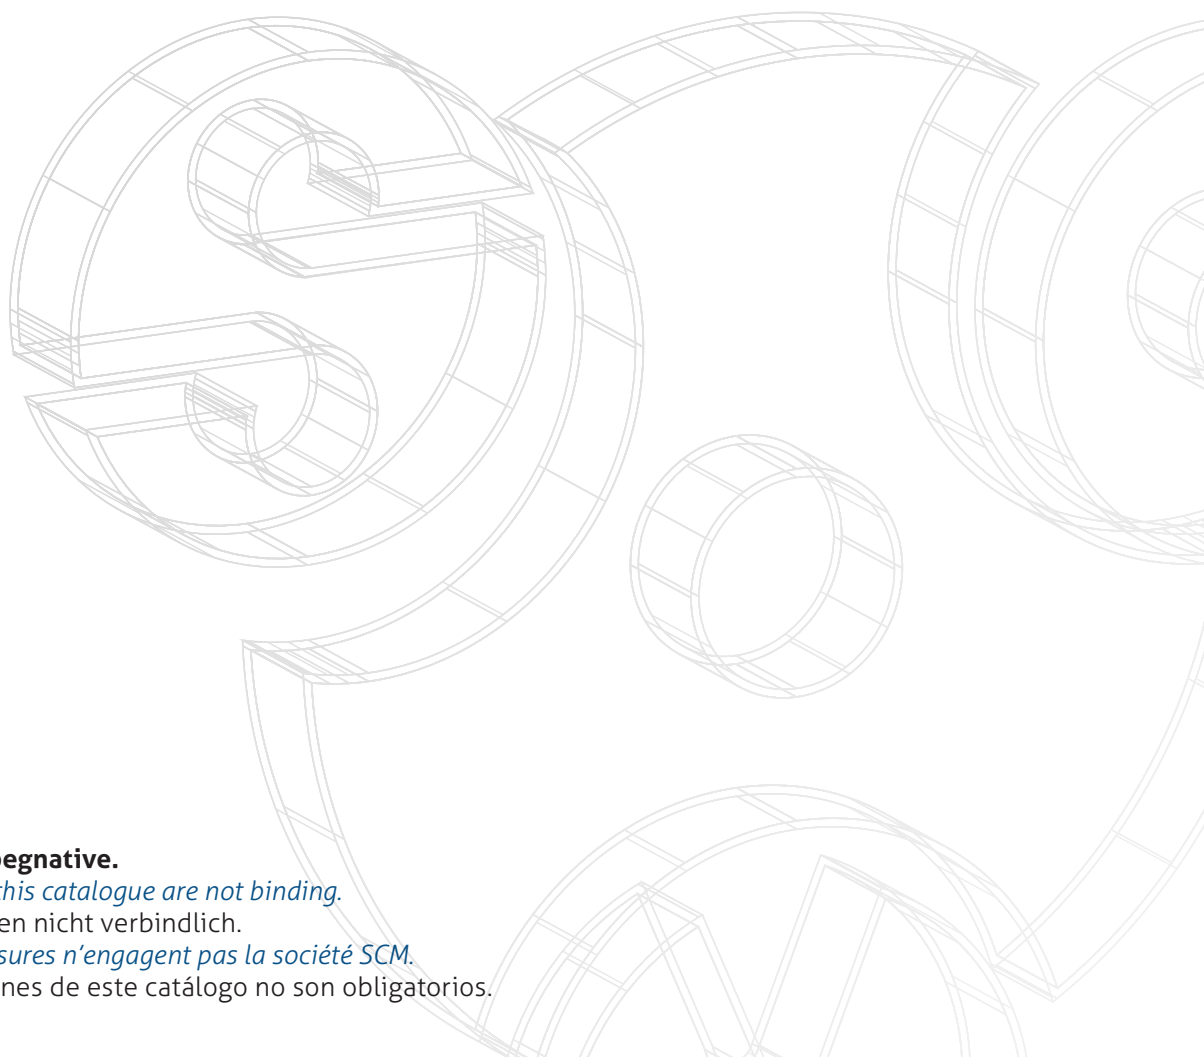 pegnative.
this catalogue are not binding.
en nicht verbindlich.
sures n’engagent pas la société SCM.
nes de este catálogo no son obligatorios.